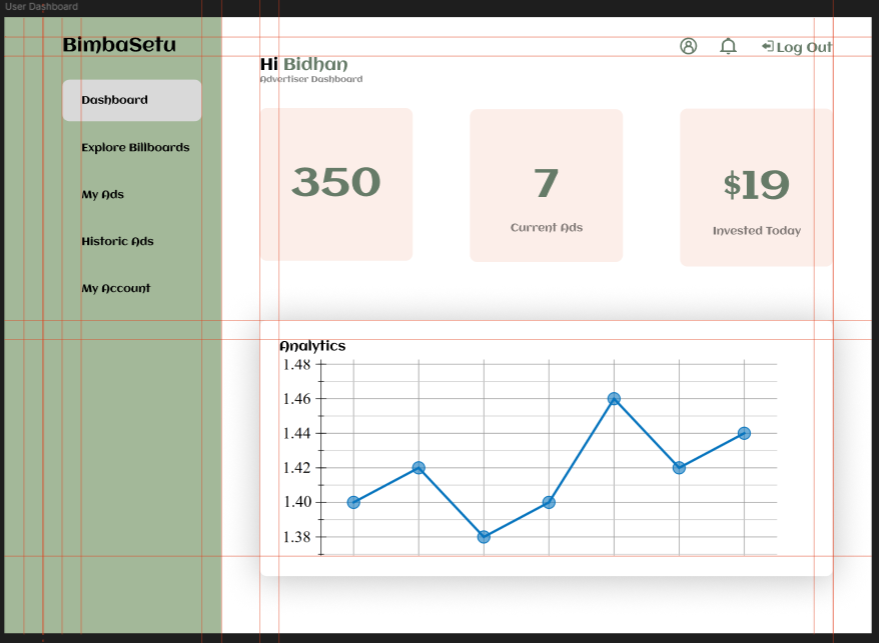 User Dashboard
BimbaSetu
Log Out
Hi Bidhan
Advertiser Dashboard
Dashboard
Explore Billboards
My Ads
Historic Ads
My Account
350
7
Current Ads
$19
Invested Today
Analytics
1.48
1.46
1.44
1.42
1.40
1.38